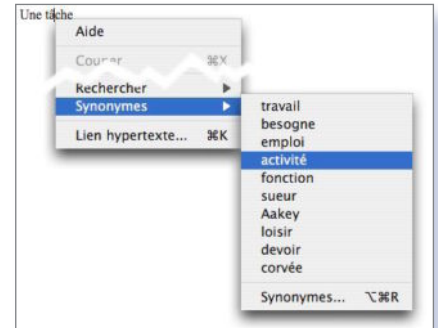 Une tâche
Aide
Couper ⌘X
Rechercher
Synonymes
Lien hypertexte... ⌘K
travail
besogne
emploi
activité
fonction
sueur
Aakey
loisir
devoir
corvée
Synonymes... ⌥⌘R